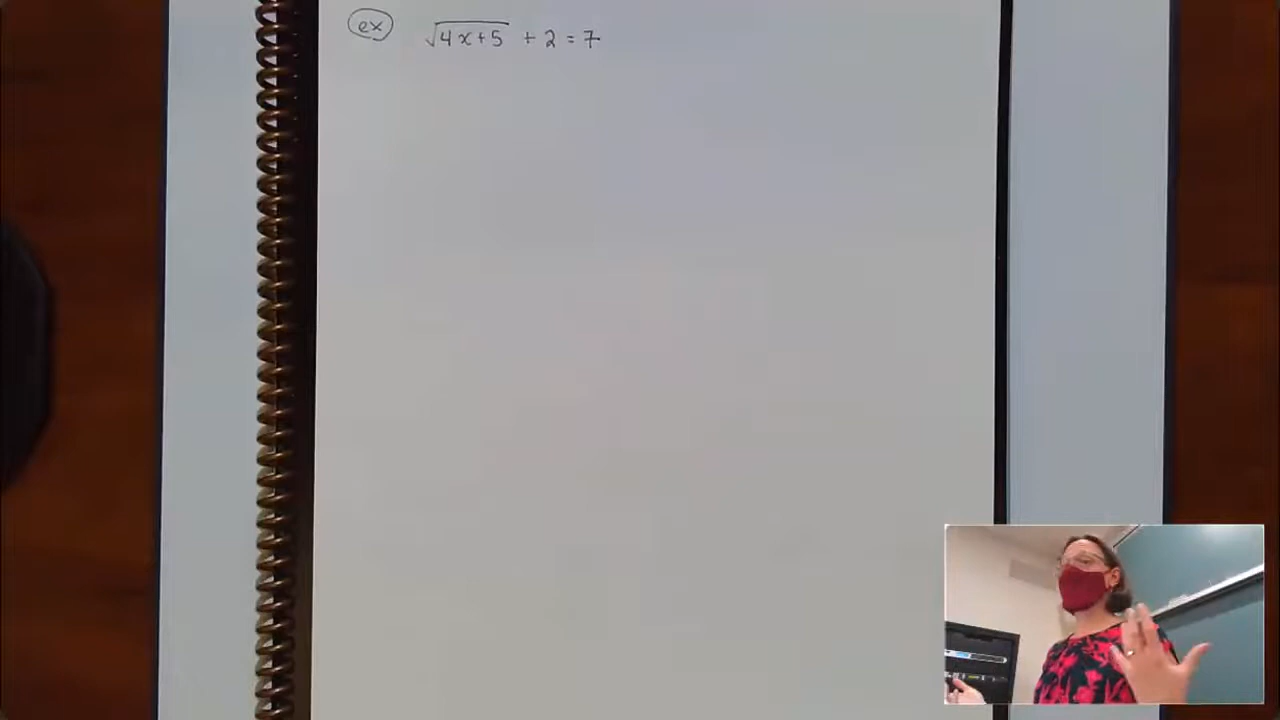 ex √4x+5 + 2 = 7